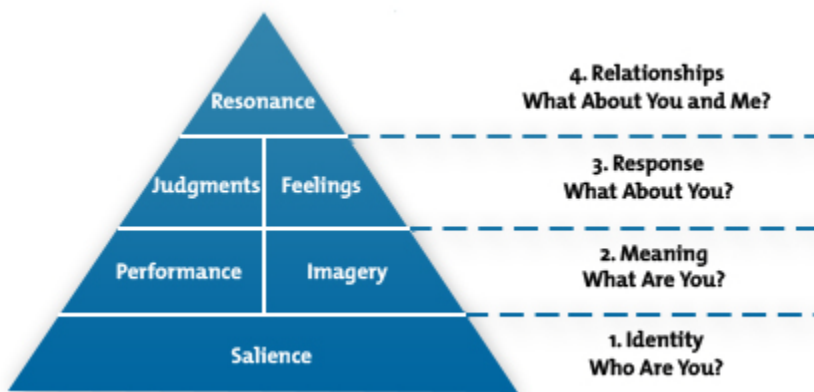 Resonance
4. Relationships
What About You and Me?
Judgments
Feelings
3. Response
What About You?
Performance
Imagery
2. Meaning
What Are You?
Salience
1. Identity
Who Are You?